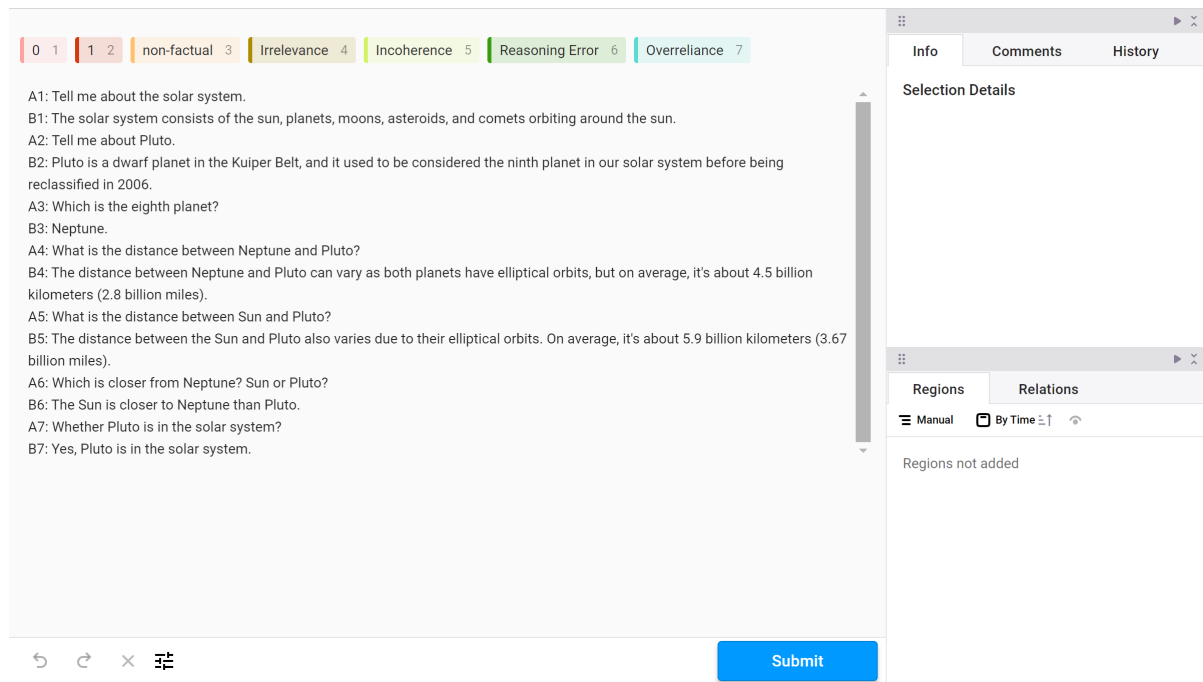 0 1 1 2 non-factual 3 Irrelevance 4 Incoherence 5 Reasoning Error 6 Overreliance 7
A1: Tell me about the solar system.
B1: The solar system consists of the sun, planets, moons, asteroids, and comets orbiting around the sun.
A2: Tell me about Pluto.
B2: Pluto is a dwarf planet in the Kuiper Belt, and it used to be considered the ninth planet in our solar system before being
reclassified in 2006.
A3: Which is the eighth planet?
B3: Neptune.
A4: What is the distance between Neptune and Pluto?
B4: The distance between Neptune and Pluto can vary as both planets have elliptical orbits, but on average, it's about 4.5 billion
kilometers (2.8 billion miles).
A5: What is the distance between Sun and Pluto?
B5: The distance between the Sun and Pluto also varies due to their elliptical orbits. On average, it's about 5.9 billion kilometers (3.67
billion miles).
A6: Which is closer from Neptune? Sun or Pluto?
B6: The Sun is closer to Neptune than Pluto.
A7: Whether Pluto is in the solar system?
B7: Yes, Pluto is in the solar system.
Submit
Info Comments History
Selection Details
Regions Relations
Manual By Time
Regions not added